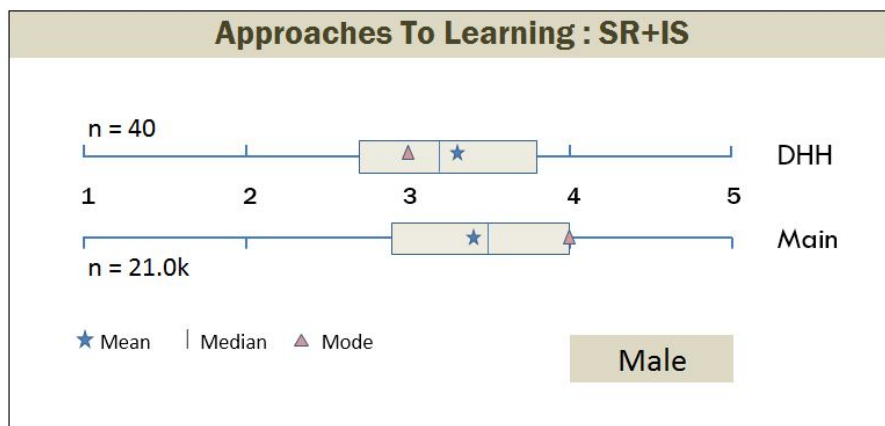 Approaches To Learning : SR+IS
n = 40
DHH
1 2 3 4 5
Main
n = 21.0k
Mean Median Mode
Male